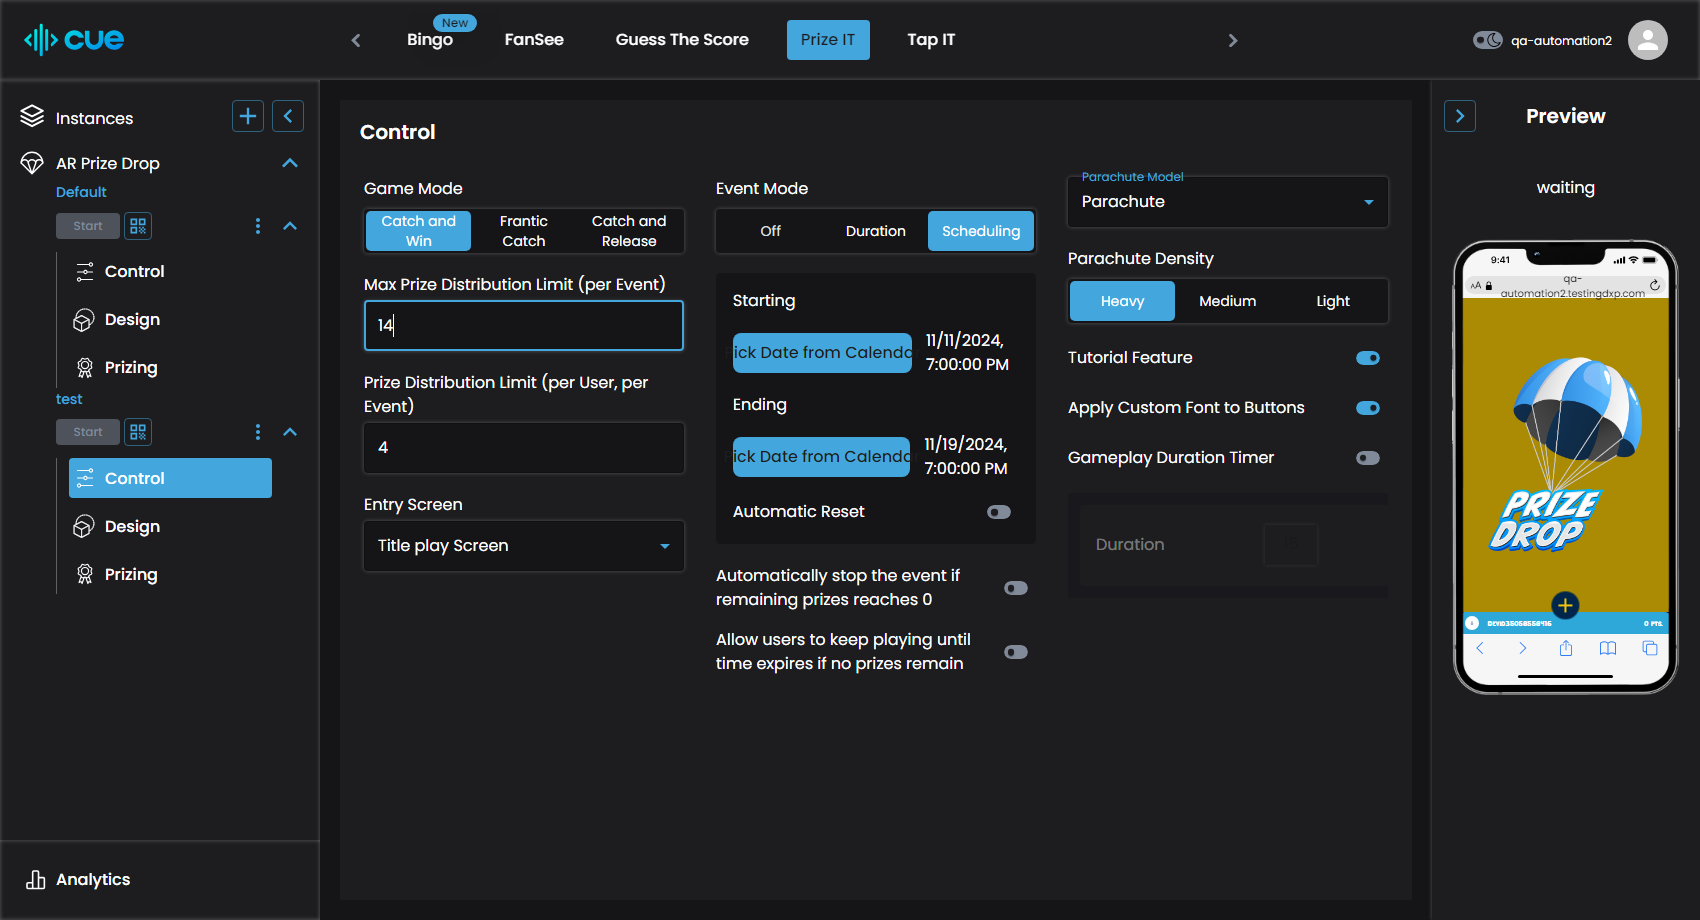 cue
New
Bingo
FanSee
Guess The Score
Prize IT
Tap IT
qa-automation2
Instances
AR Prize Drop
Default
Start
Control
Design
Prizing
test
Start
Control
Design
Prizing
Analytics
Control
Game Mode
Catch and
Win
Frantic
Catch
Catch and
Release
Max Prize Distribution Limit (per Event)
14
Prize Distribution Limit (per User, per
Event)
4
Entry Screen
Title play Screen
Event Mode
Off
Duration
Scheduling
Starting
ick Date from Calendar
11/11/2024,
7:00:00 PM
Ending
ick Date from Calendar
11/19/2024,
7:00:00 PM
Automatic Reset
Automatically stop the event if
remaining prizes reaches 0
Allow users to keep playing until
time expires if no prizes remain
Parachute Model
Parachute
Parachute Density
Heavy
Medium
Light
Tutorial Feature
Apply Custom Font to Buttons
Gameplay Duration Timer
Duration
Preview
waiting
9:41
AA
qa-
automation2.testingdxp.com
PRIZE
DROP
0 PTS.